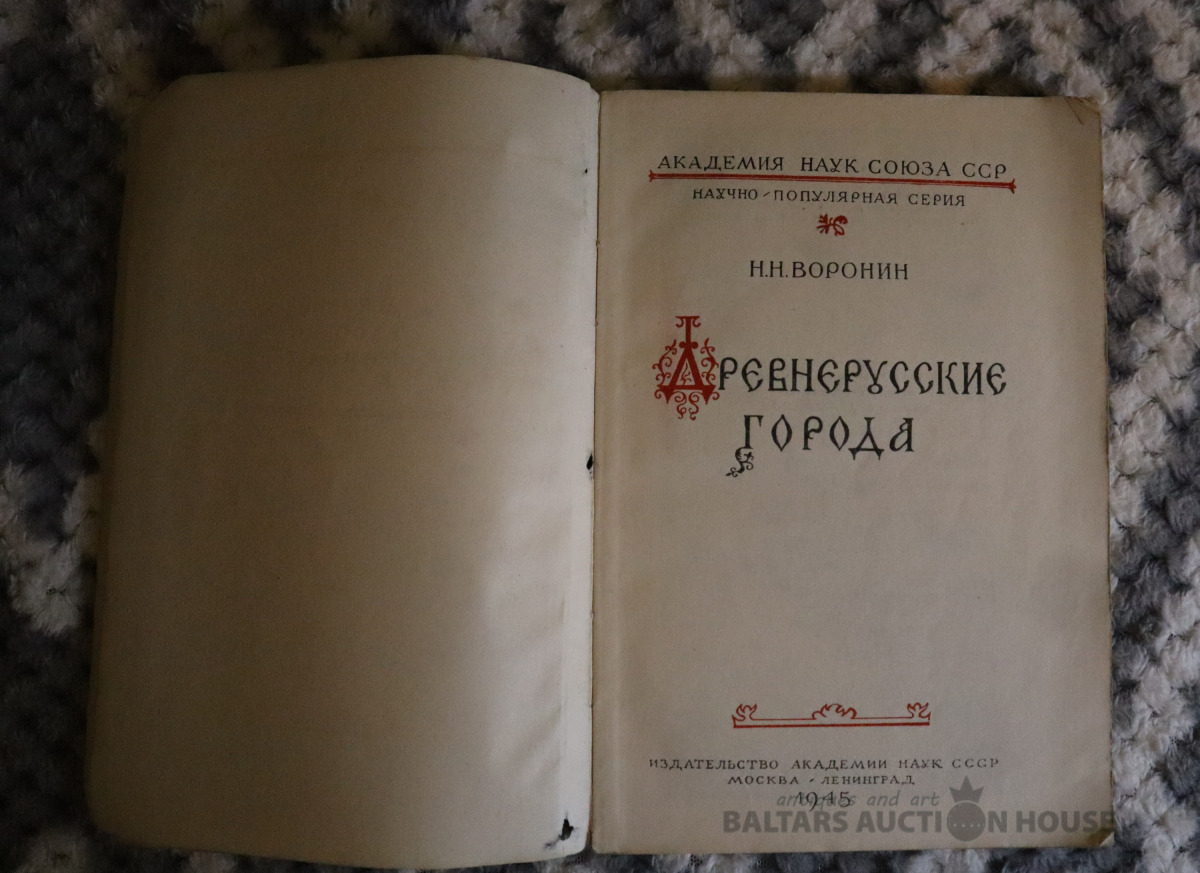 АКАДЕМИЯ НАУК СОЮЗА ССР
НАУЧНО-ПОПУЛЯРНАЯ СЕРИЯ
Н.Н.ВОРОНИН
ДРЕВНЕРУССКИЕ
ГОРОДА
ИЗДАТЕЛЬСТВО АКАДЕМИИ НАУК СССР
МОСКВА-ЛЕНИНГРАД
1945
antiques and art
BALTARS AUCTION HOUSE